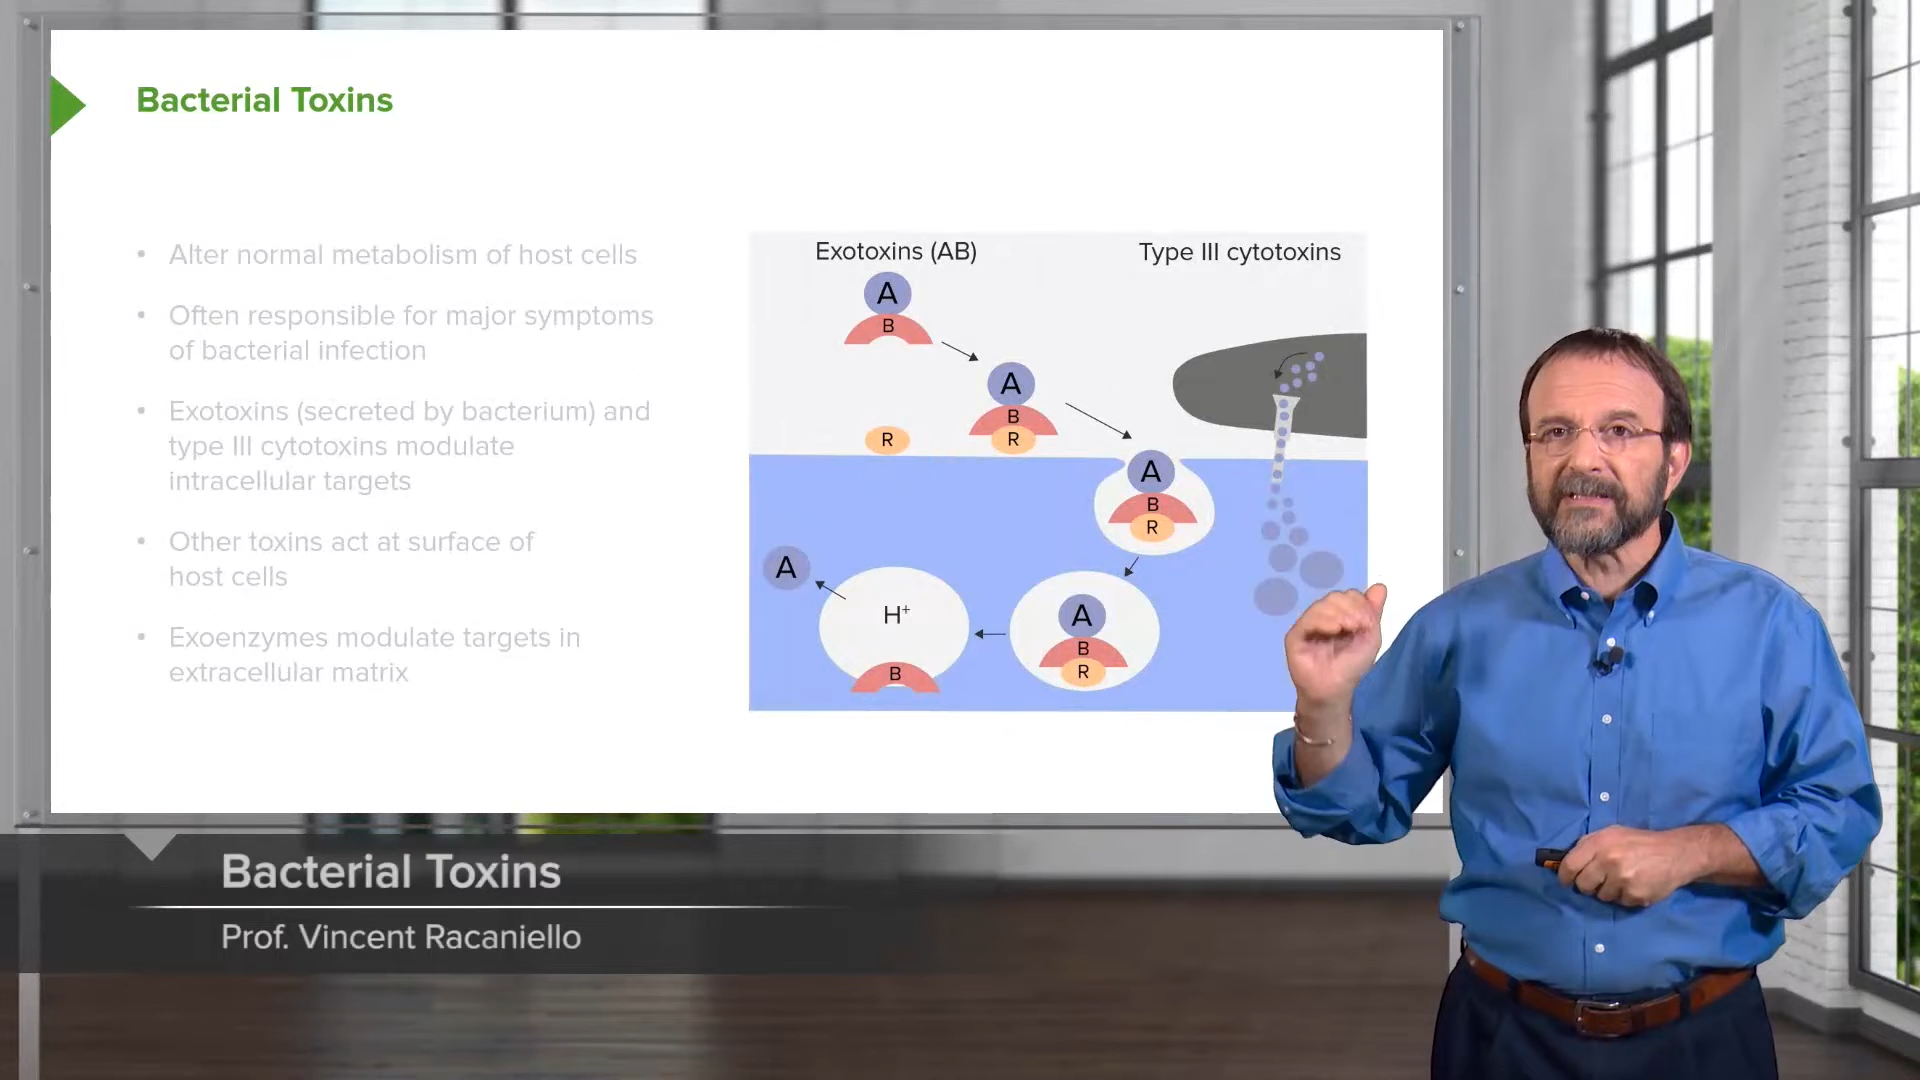 Bacterial Toxins
• Alter normal metabolism of host cells
• Often responsible for major symptoms
of bacterial infection
• Exotoxins (secreted by bacterium) and
type III cytotoxins modulate
intracellular targets
• Other toxins act at surface of
host cells
• Exoenzymes modulate targets in
extracellular matrix
Exotoxins (AB)
Type III cytotoxins
A
B
A
B
R
R
A
B
R
A
H⁺
B
A
B
R
Bacterial Toxins
Prof. Vincent Racaniello